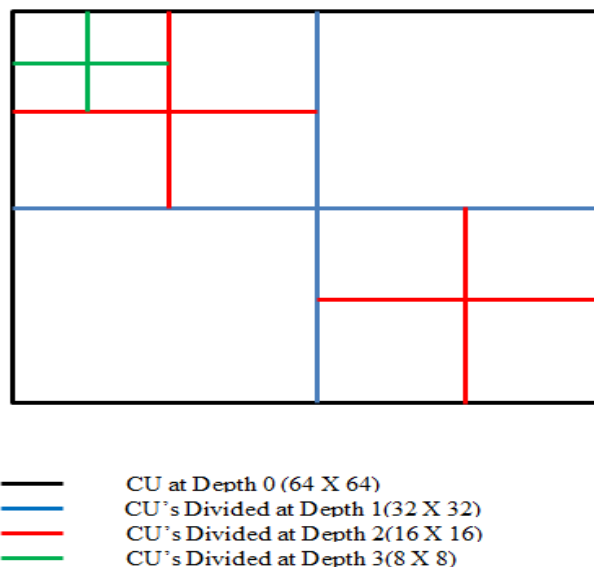 CU at Depth 0 (64 X 64)
CU's Divided at Depth 1(32 X 32)
CU's Divided at Depth 2(16 X 16)
CU's Divided at Depth 3(8 X 8)